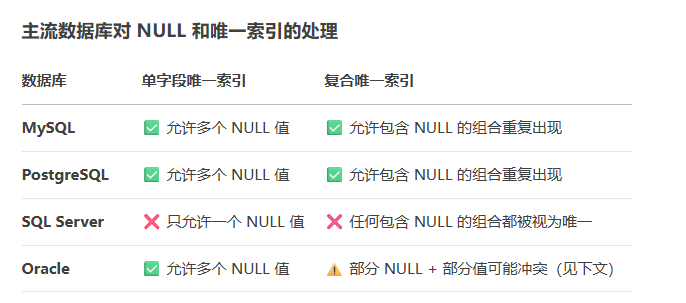 主流数据库对 NULL 和唯一索引的处理
数据库 单字段唯一索引 复合唯一索引
MySQL ✅ 允许多个 NULL 值 ✅ 允许包含 NULL 的组合重复出现
PostgreSQL ✅ 允许多个 NULL 值 ✅ 允许包含 NULL 的组合重复出现
SQL Server ❌ 只允许一个 NULL 值 ❌ 任何包含 NULL 的组合都被视为唯一
Oracle ✅ 允许多个 NULL 值 ⚠️ 部分 NULL + 部分值可能冲突（见下文）